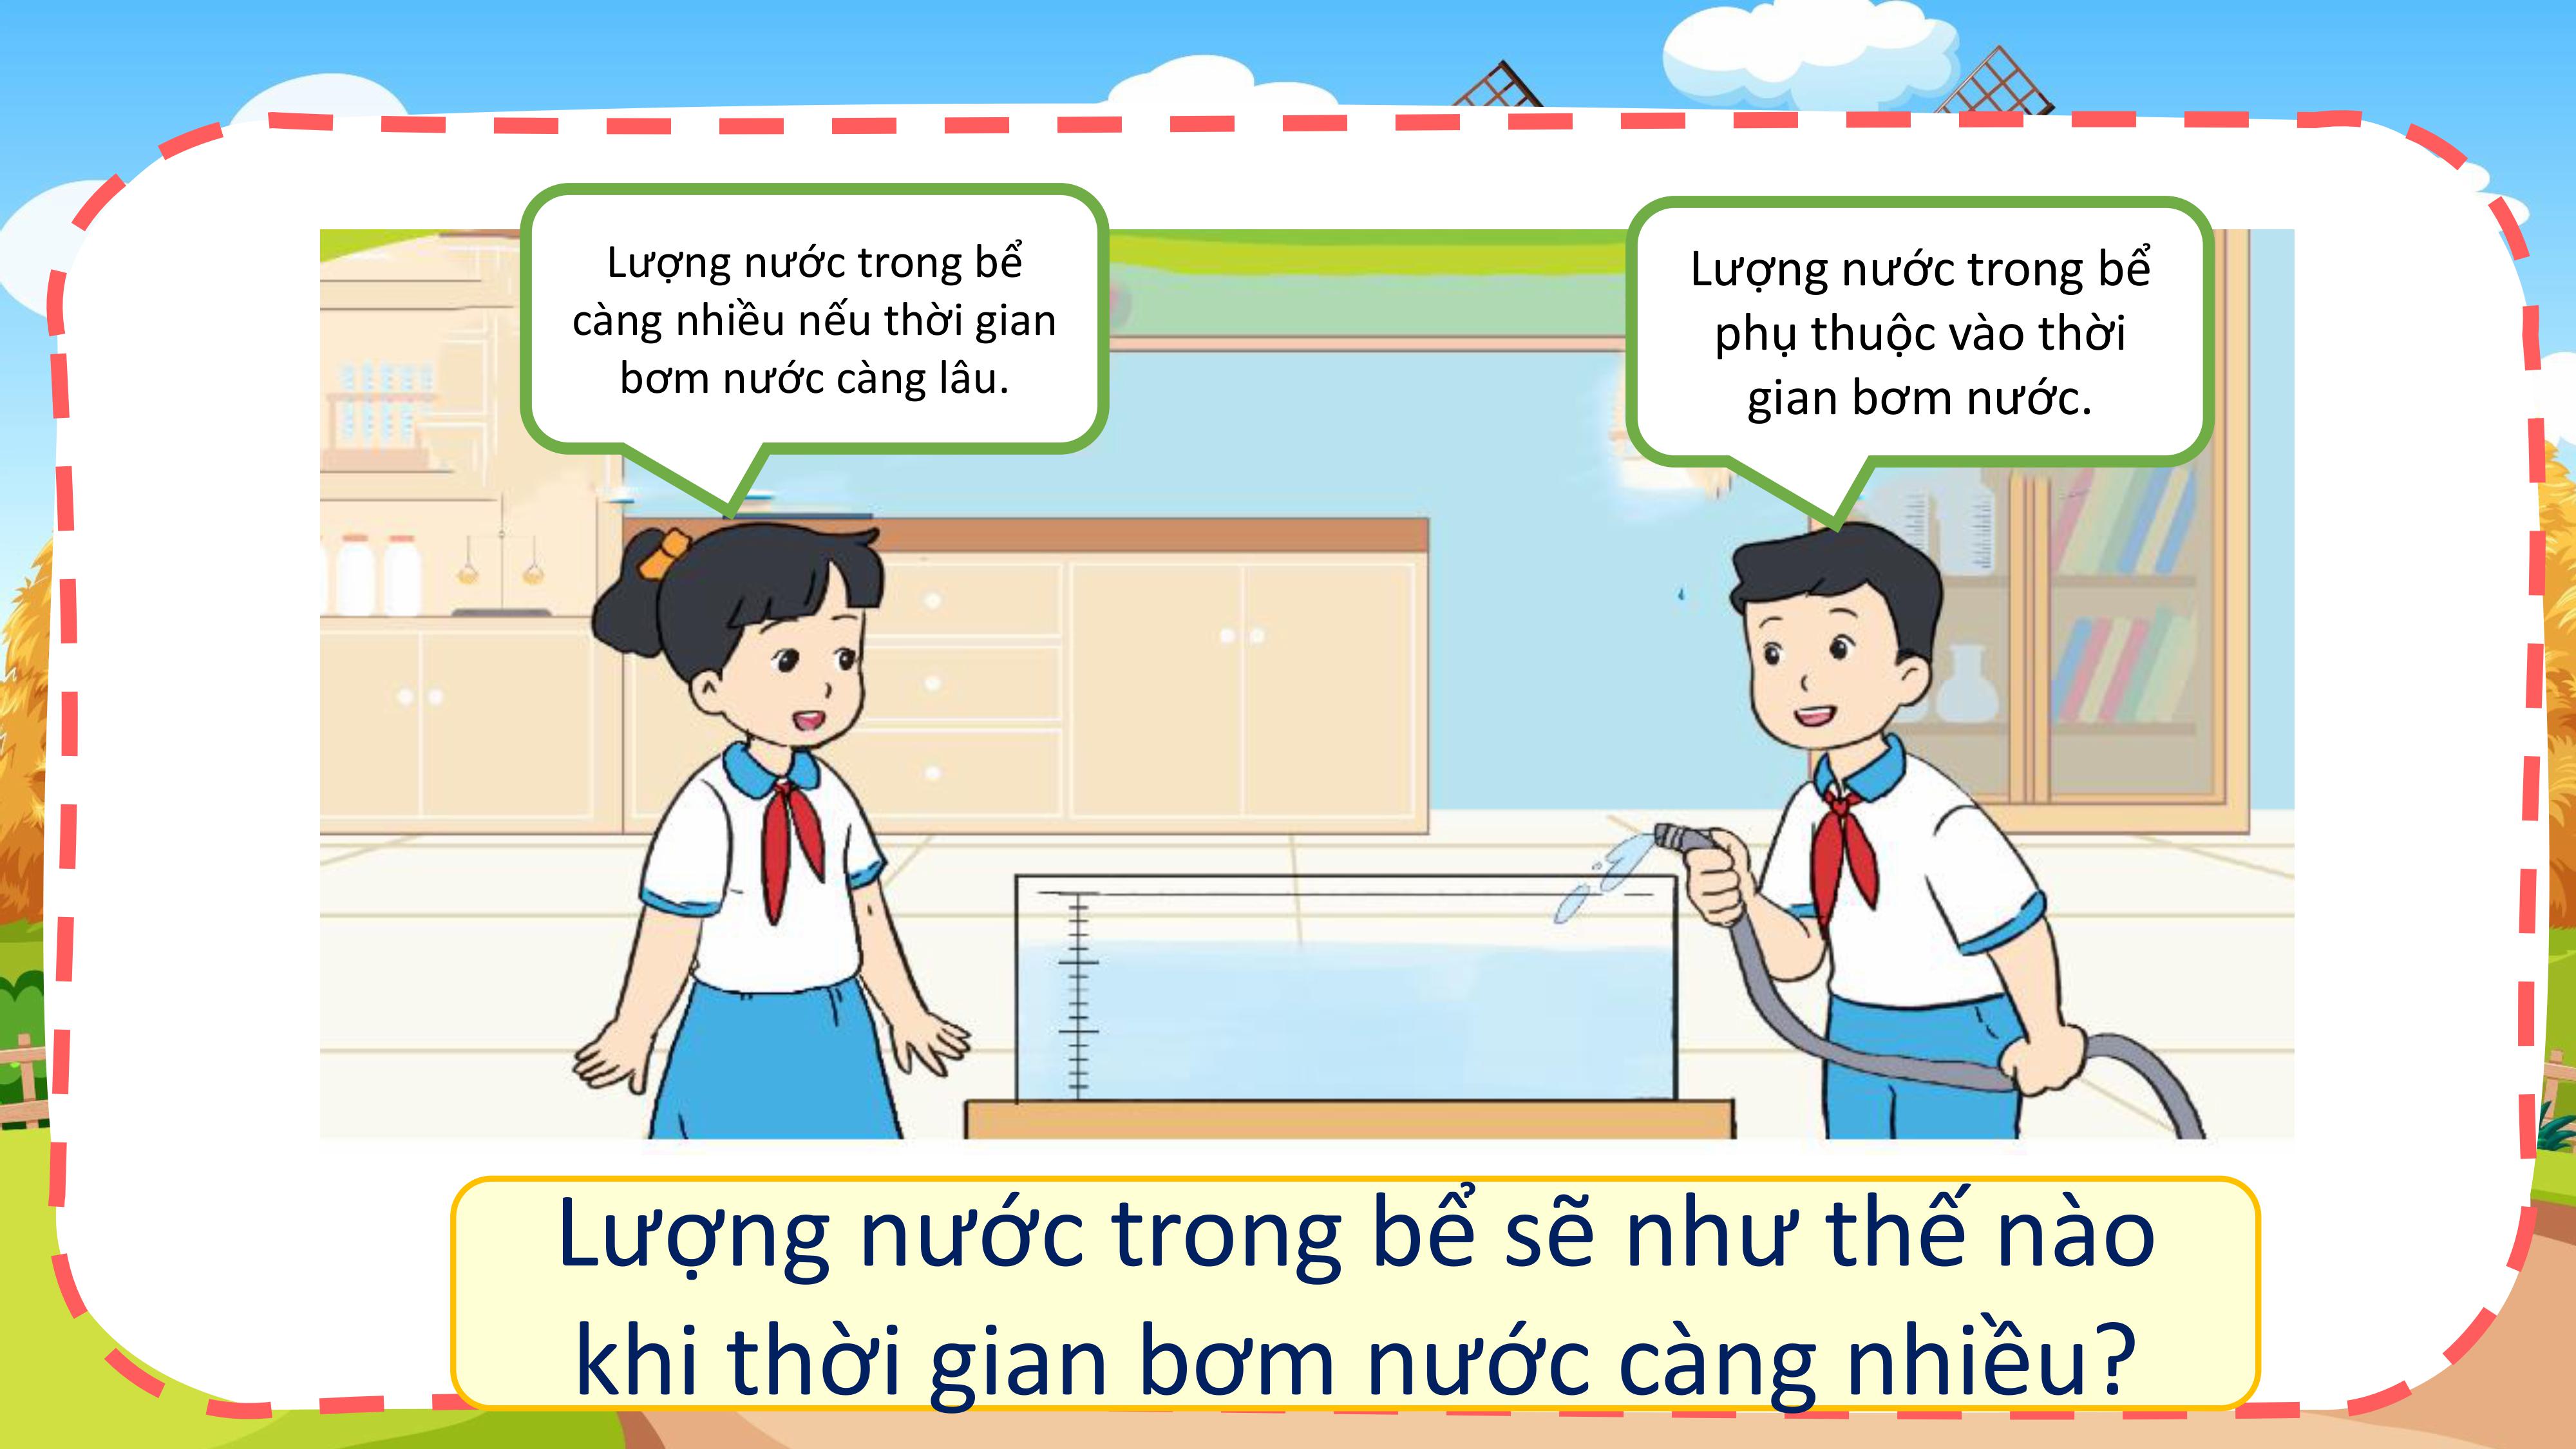 Lượng nước trong bể
càng nhiều nếu thời gian
bơm nước càng lâu.
Lượng nước trong bể
phụ thuộc vào thời
gian bơm nước.
Lượng nước trong bể sẽ như thế nào
khi thời gian bơm nước càng nhiều?